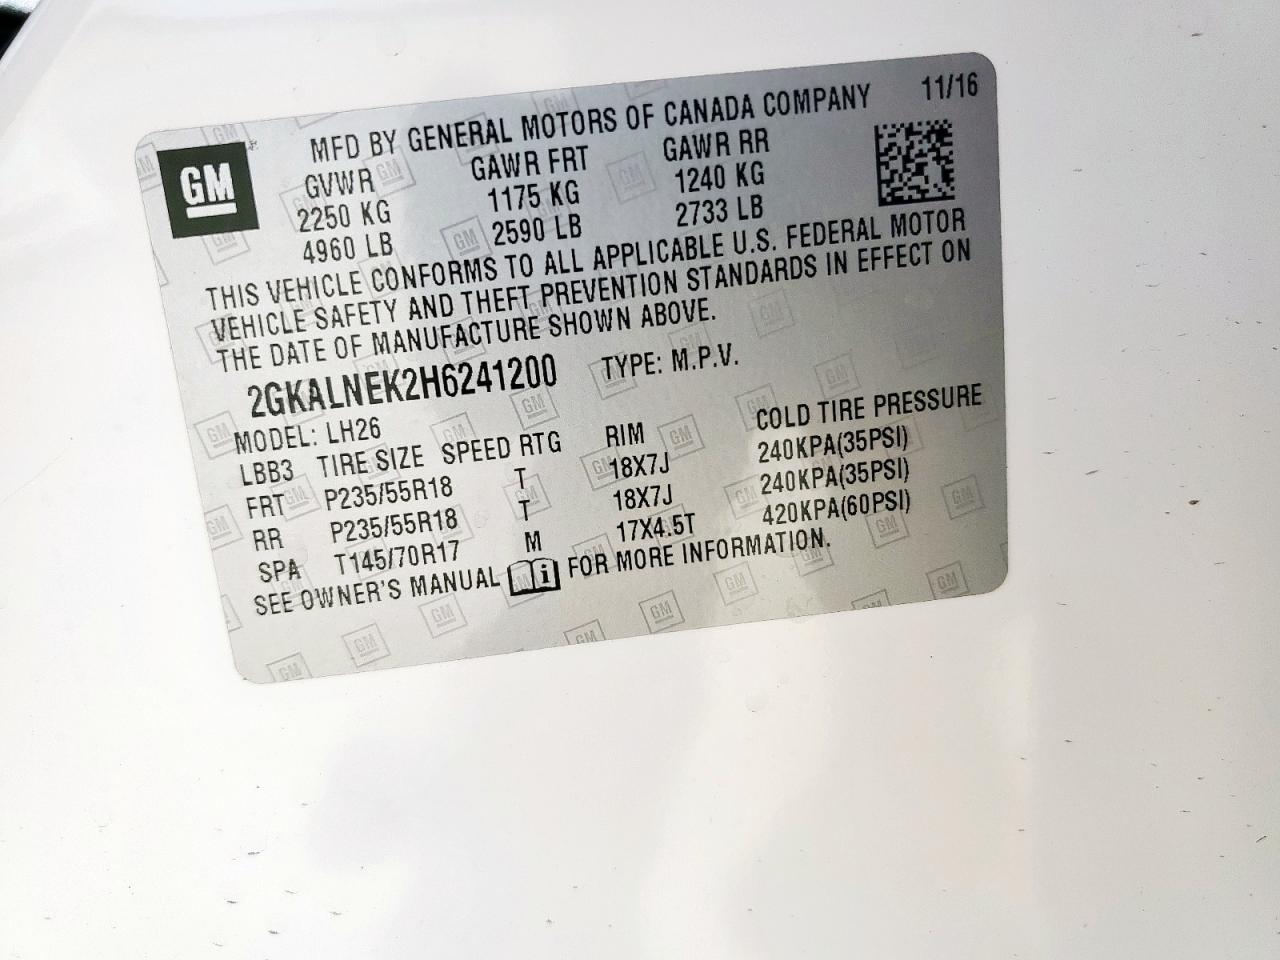 GM
MFD BY GENERAL MOTORS OF CANADA COMPANY 11/16
GVWR GAWR FRT GAWR RR
2250 KG 1175 KG 1240 KG
4960 LB 2590 LB 2733 LB
THIS VEHICLE CONFORMS TO ALL APPLICABLE U.S. FEDERAL MOTOR
VEHICLE SAFETY AND THEFT PREVENTION STANDARDS IN EFFECT ON
THE DATE OF MANUFACTURE SHOWN ABOVE.
2GKALNEK2H6241200 TYPE: M.P.V.
MODEL: LH26
LBB3 TIRE SIZE SPEED RTG RIM COLD TIRE PRESSURE
FRT P235/55R18 T 18X7J 240KPA(35PSI)
RR P235/55R18 T 18X7J 240KPA(35PSI)
SPA T145/70R17 M 17X4.5T 420KPA(60PSI)
SEE OWNER'S MANUAL i FOR MORE INFORMATION.